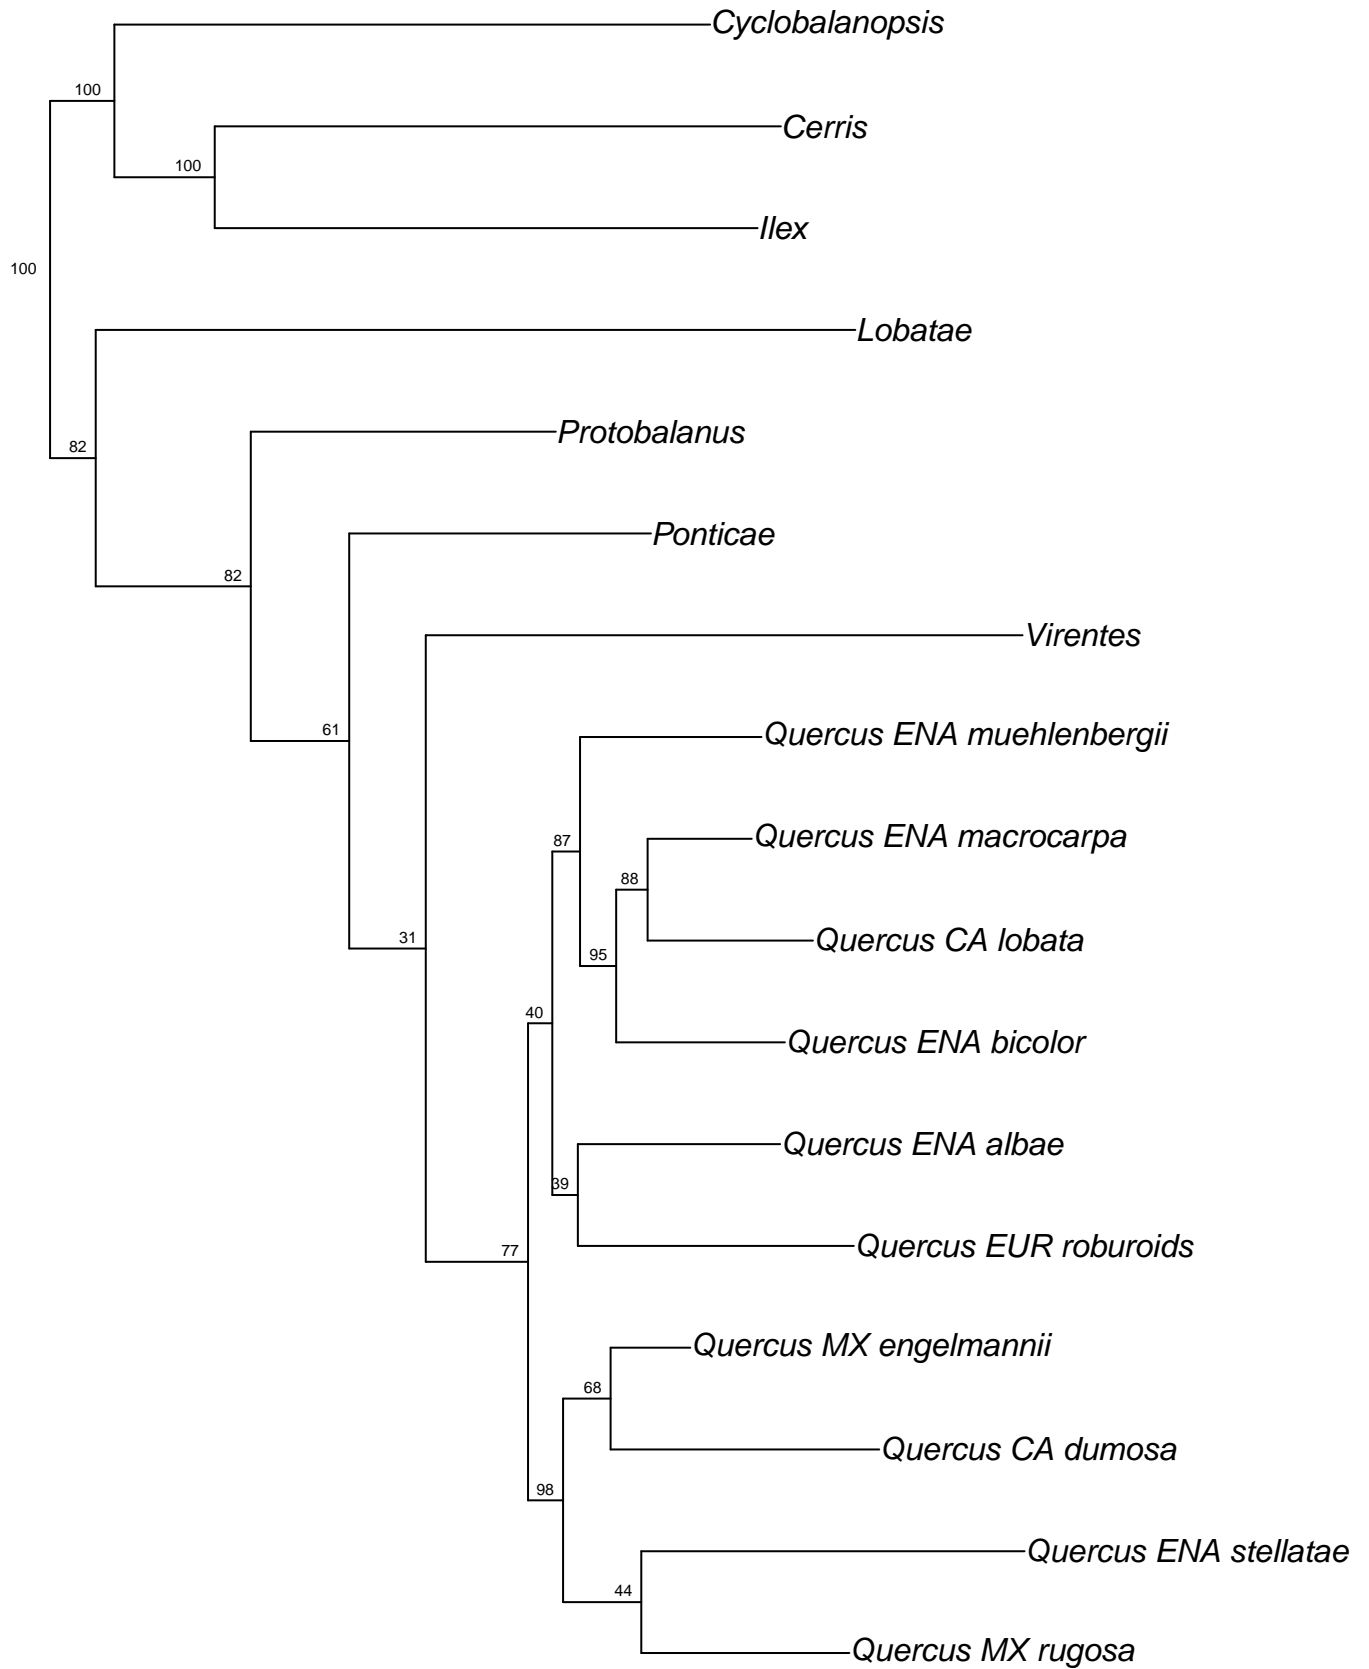 Cyclobalanopsis
100
Cerris
100
Ilex
100
Lobatae
Protobalanus
82
Ponticae
82
Virentes
61
Quercus ENA muehlenbergii
Quercus ENA macrocarpa
87
88
31
Quercus CA lobata
95
40
Quercus ENA bicolor
Quercus ENA albae
39
77
Quercus EUR roburoids
Quercus MX engelmannii
68
Quercus CA dumosa
98
Quercus ENA stellatae
44
Quercus MX rugosa